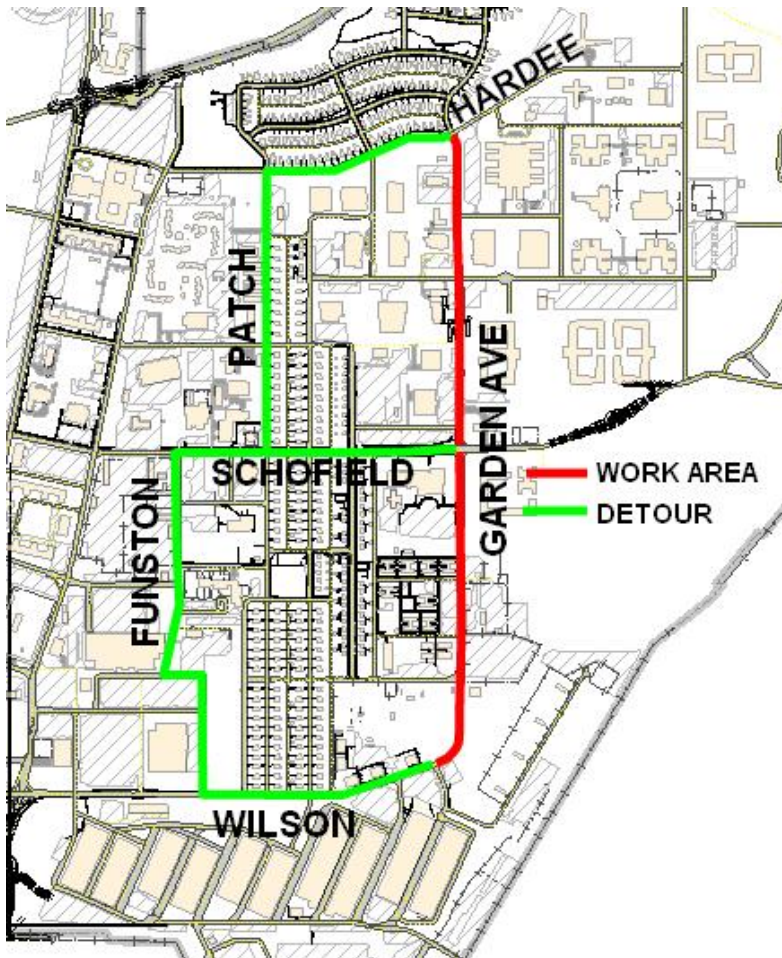 HARDEE
PATCH
GARDEN AVE
SCHOFIELD
WORK AREA
DETOUR
FUNSTON
WILSON